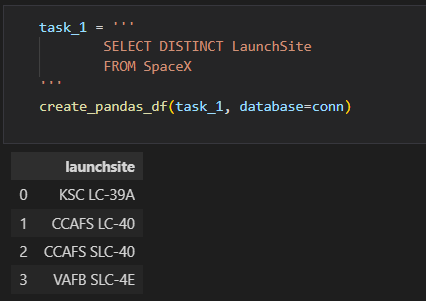 task_1 = '''
SELECT DISTINCT LaunchSite
FROM SpaceX
'''
create_pandas_df(task_1, database=conn)
launchsite
0 KSC LC-39A
1 CCAFS LC-40
2 CCAFS SLC-40
3 VAFB SLC-4E